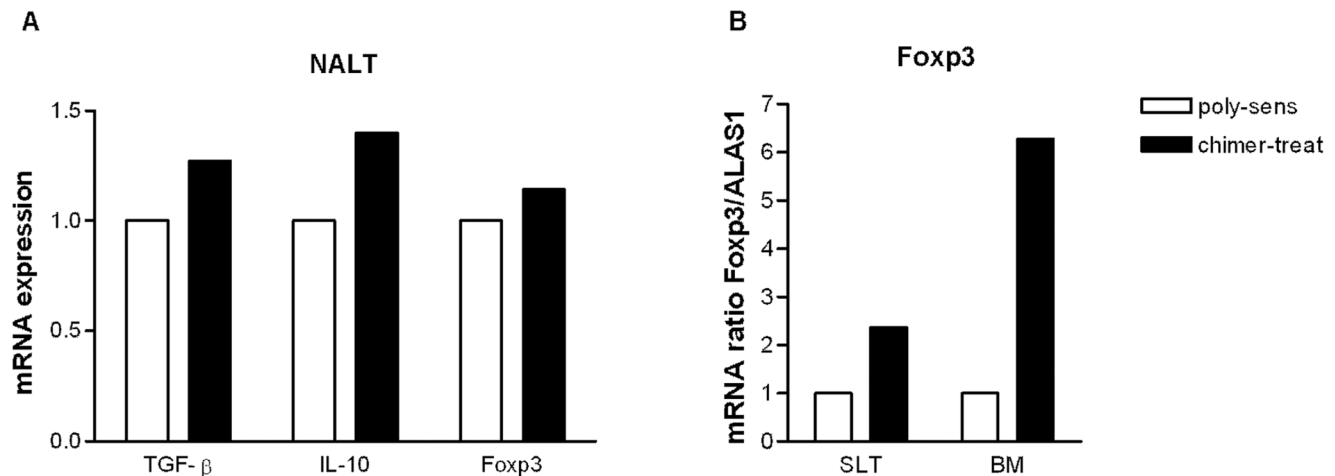 A
NALT
mRNA expression
1.5
1.0
0.5
0.0
TGF- β
IL-10
Foxp3
B
Foxp3
mRNA ratio Foxp3/ALAS1
7
6
5
4
3
2
1
0
SLT
BM
poly-sens
chimer-treat